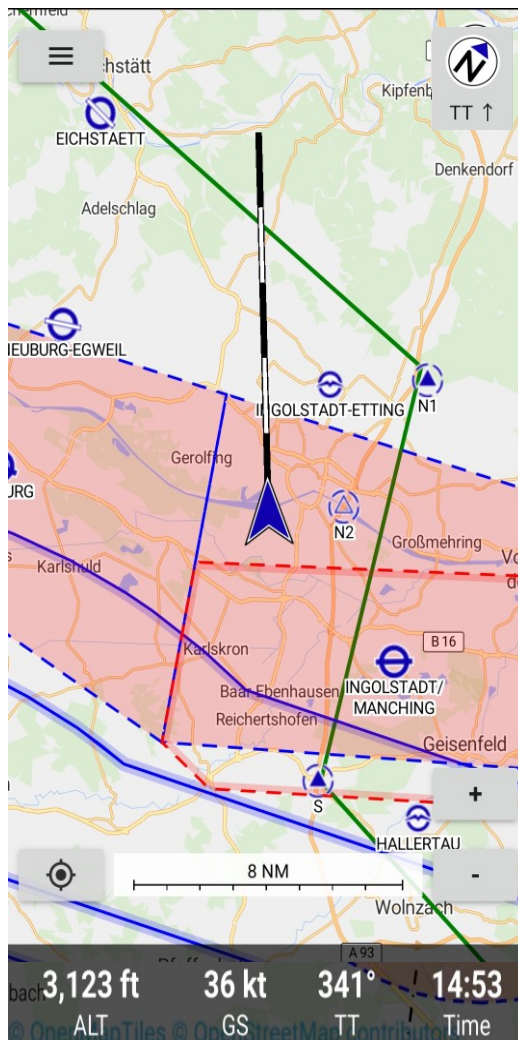 chstätt
Kipfenb
TT ↑
EICHSTAETT
Denkendorf
Adelschlag
IEUBURG-EGWEIL
INGOLSTADT-ETTING
N1
Gerolfing
URG
N2
Großmehring
Karlshuld
Karlskron
B 16
Baar-Ebenhausen
INGOLSTADT/
MANCHING
Reichertshofen
Geisenfeld
S
+
HALLERTAU
8 NM
-
Wolnzach
A 93
3,123 ft
36 kt
341°
14:53
ALT
GS
TT
Time
© OpenMapTiles © OpenStreetMap contributors